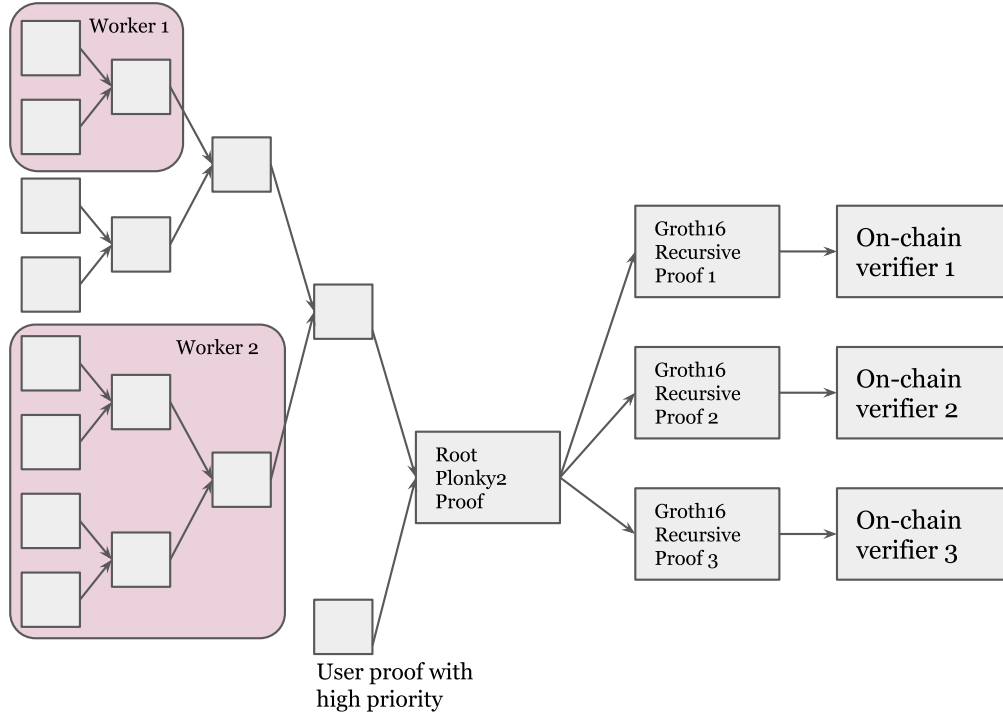 Worker 1
Worker 2
Root
Plonky2
Proof
User proof with
high priority
Groth16
Recursive
Proof 1
On-chain
verifier 1
Groth16
Recursive
Proof 2
On-chain
verifier 2
Groth16
Recursive
Proof 3
On-chain
verifier 3